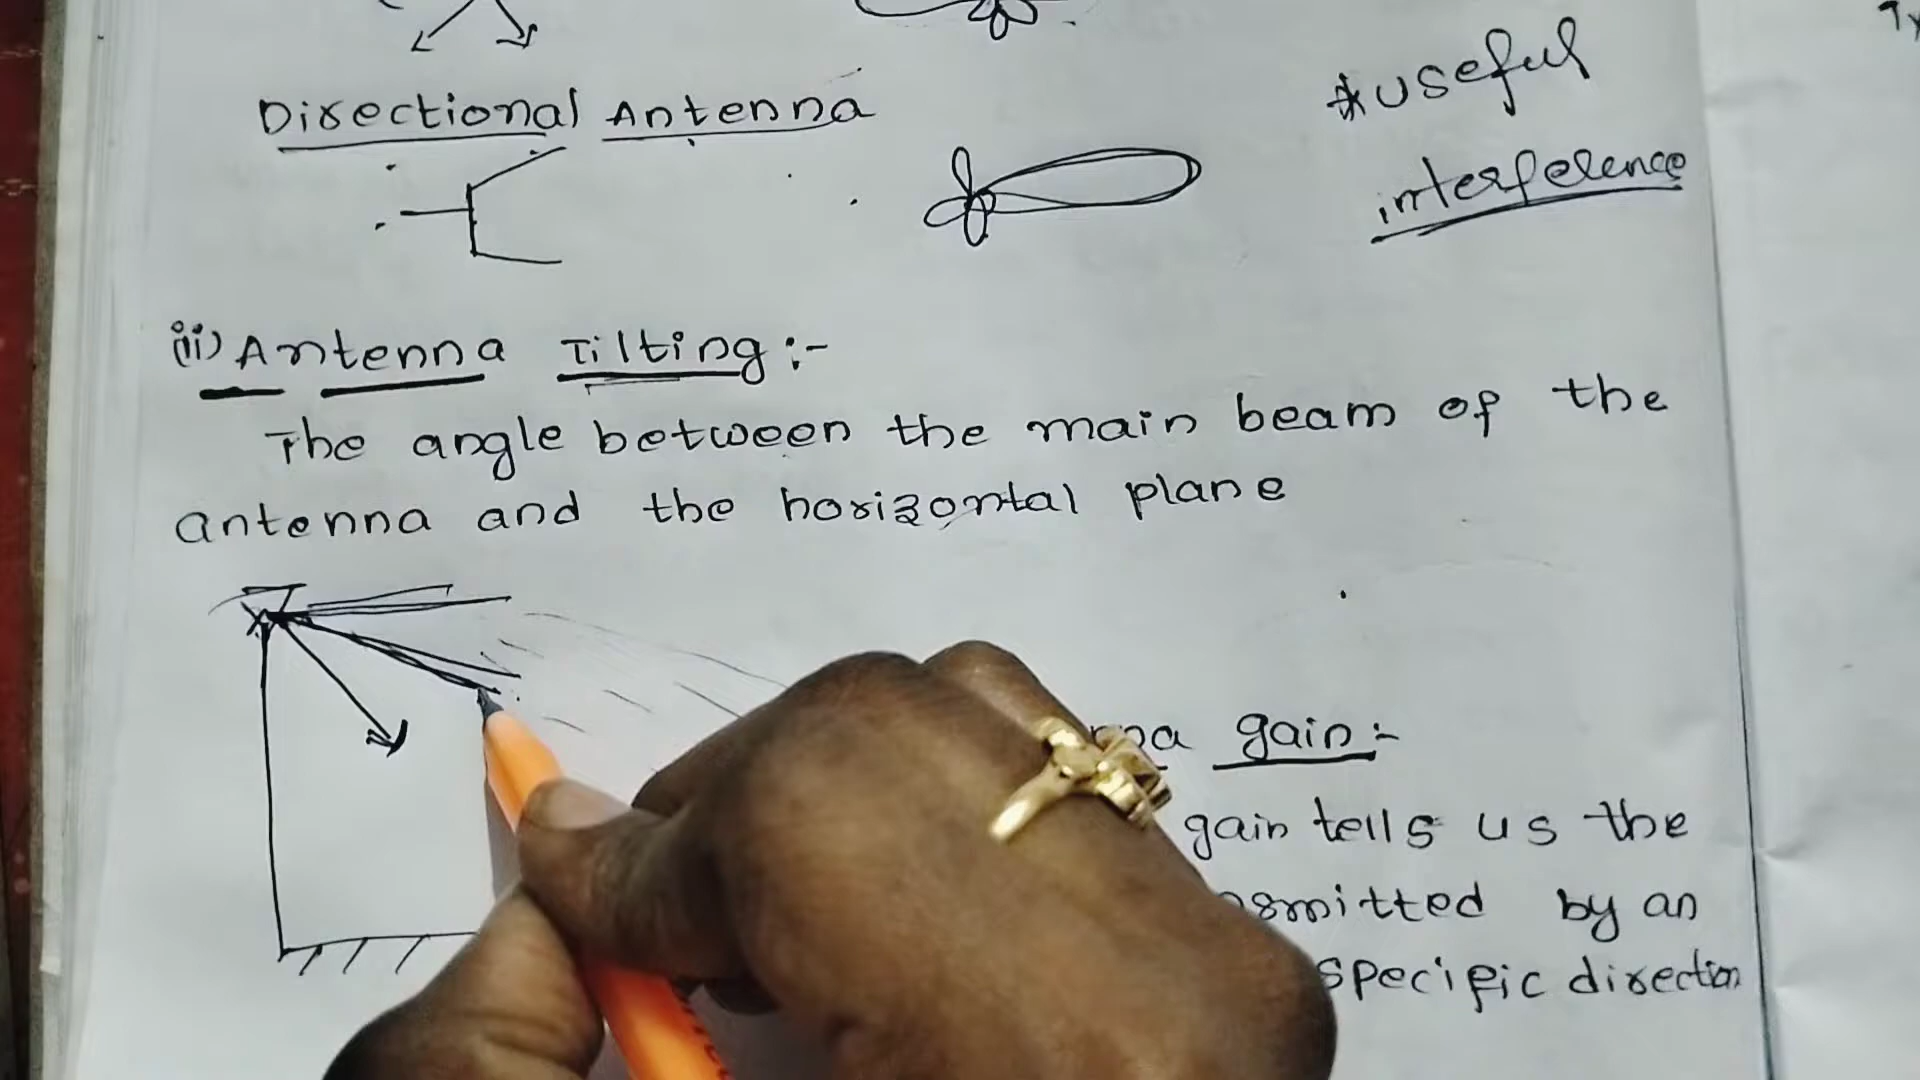 Directional Antenna
*useful
interference
(ii) Antenna Tilting:-
The angle between the main beam of the
antenna and the horizontal plane
gain:-
gain tells us the
by an
specific direction